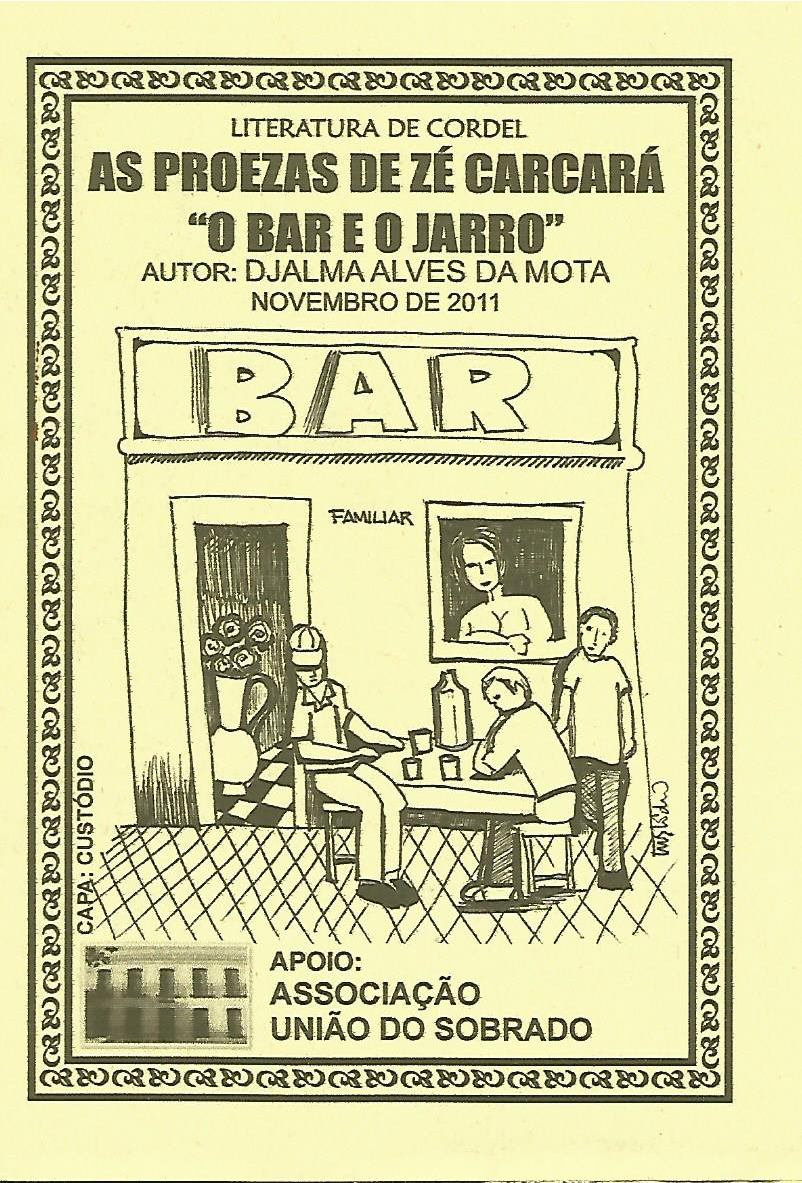 LITERATURA DE CORDEL
AS PROEZAS DE ZÉ CARCARÁ
“O BAR E O JARRO”
AUTOR: DJALMA ALVES DA MOTA
NOVEMBRO DE 2011
BAR
FAMILIAR
CAPA: CUSTÓDIO
APOIO:
ASSOCIAÇÃO
UNIÃO DO SOBRADO